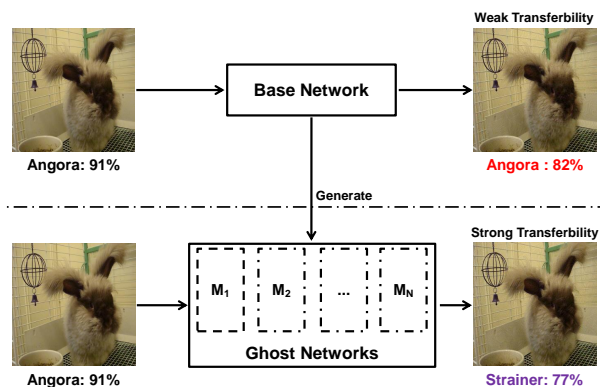 Weak Transferbility
Base Network
Angora: 91%
Angora : 82%
Generate
Strong Transferbility
M1
M2
...
MN
Ghost Networks
Angora: 91%
Strainer: 77%